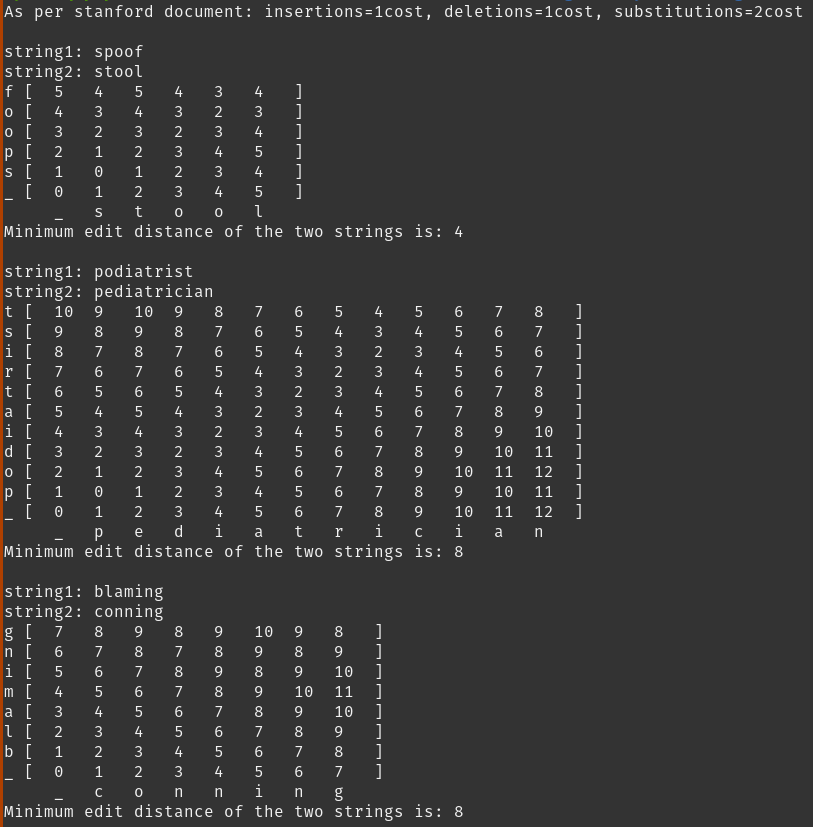 As per stanford document: insertions=1cost, deletions=1cost, substitutions=2cost
string1: spoof
string2: stool
f [  5   4   5   4   3   4   ]
o [  4   3   4   3   2   3   ]
o [  3   2   3   2   3   4   ]
p [  2   1   2   3   4   5   ]
s [  1   0   1   2   3   4   ]
_ [  0   1   2   3   4   5   ]
     _   s   t   o   o   l
Minimum edit distance of the two strings is: 4
string1: podiatrist
string2: pediatrician
t [  10  9   10  9   8   7   6   5   4   5   6   7   8   ]
s [  9   8   9   8   7   6   5   4   3   4   5   6   7   ]
i [  8   7   8   7   6   5   4   3   2   3   4   5   6   ]
r [  7   6   7   6   5   4   3   2   3   4   5   6   7   ]
t [  6   5   6   5   4   3   2   3   4   5   6   7   8   ]
a [  5   4   5   4   3   2   3   4   5   6   7   8   9   ]
i [  4   3   4   3   2   3   4   5   6   7   8   9   10  ]
d [  3   2   3   2   3   4   5   6   7   8   9   10  11  ]
o [  2   1   2   3   4   5   6   7   8   9   10  11  12  ]
p [  1   0   1   2   3   4   5   6   7   8   9   10  11  ]
_ [  0   1   2   3   4   5   6   7   8   9   10  11  12  ]
     _   p   e   d   i   a   t   r   i   c   i   a   n
Minimum edit distance of the two strings is: 8
string1: blaming
string2: conning
g [  7   8   9   8   9   10  9   8   ]
n [  6   7   8   7   8   9   8   9   ]
i [  5   6   7   8   9   8   9   10  ]
m [  4   5   6   7   8   9   10  11  ]
a [  3   4   5   6   7   8   9   10  ]
l [  2   3   4   5   6   7   8   9   ]
b [  1   2   3   4   5   6   7   8   ]
_ [  0   1   2   3   4   5   6   7   ]
     _   c   o   n   n   i   n   g
Minimum edit distance of the two strings is: 8